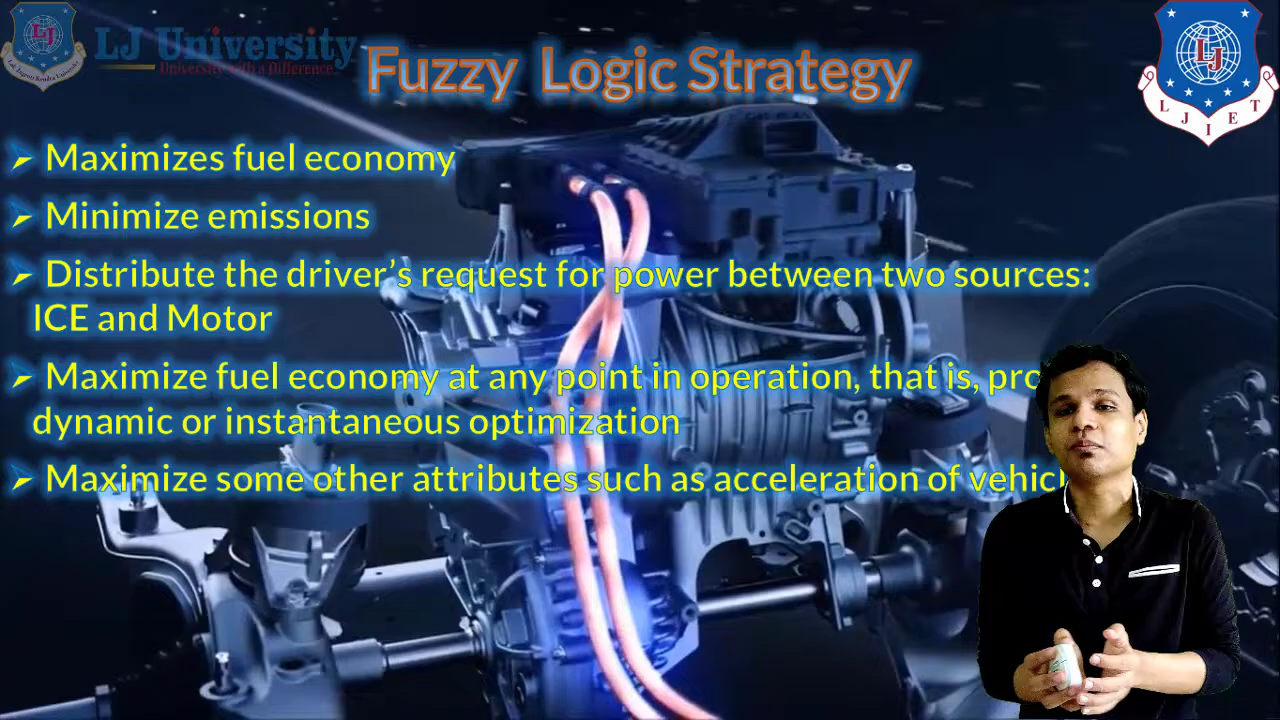 LJ University
University with a Difference.
Fuzzy Logic Strategy
LJ
L J I E T
➢ Maximizes fuel economy
➢ Minimize emissions
➢ Distribute the driver’s request for power between two sources:
ICE and Motor
➢ Maximize fuel economy at any point in operation, that is,
dynamic or instantaneous optimization
➢ Maximize some other attributes such as acceleration of